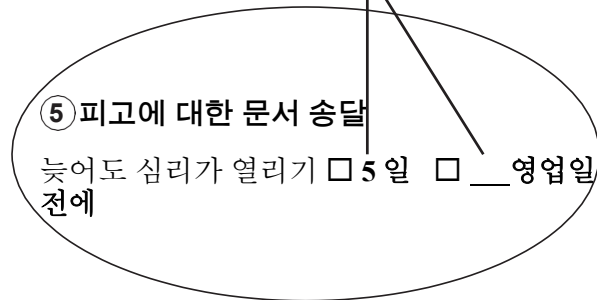 ⑤피고에 대한 문서 송달
늦어도 심리가 열리기 □ 5 일 □ ___영업일
전에